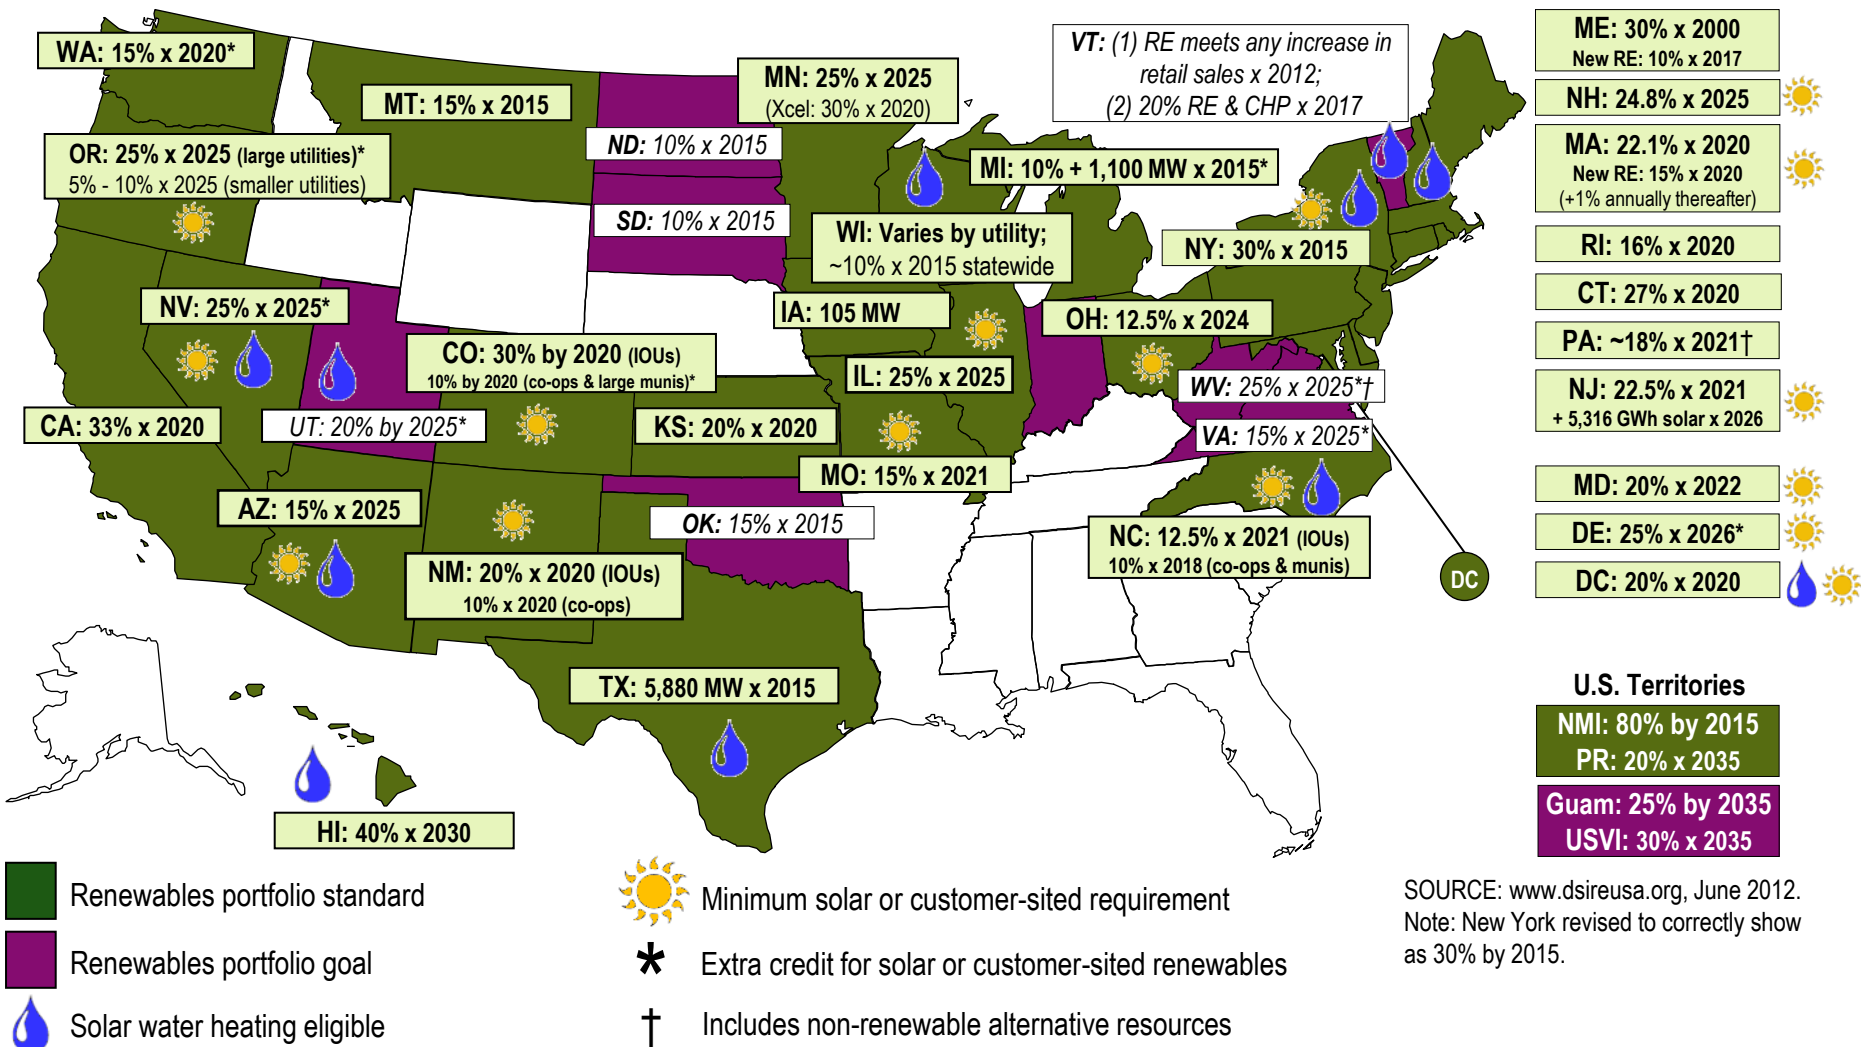 WA: 15% x 2020*
MT: 15% x 2015
ND: 10% x 2015
MN: 25% x 2025
(Xcel: 30% x 2020)
VT: (1) RE meets any increase in
retail sales x 2012;
(2) 20% RE & CHP x 2017
OR: 25% x 2025 (large utilities)*
5% - 10% x 2025 (smaller utilities)
SD: 10% x 2015
MI: 10% + 1,100 MW x 2015*
WI: Varies by utility;
~10% x 2015 statewide
NY: 30% x 2015
NV: 25% x 2025*
IA: 105 MW
OH: 12.5% x 2024
CO: 30% by 2020 (IOUs)
10% by 2020 (co-ops & large munis)*
IL: 25% x 2025
WV: 25% x 2025*†
CA: 33% x 2020
UT: 20% by 2025*
KS: 20% x 2020
VA: 15% x 2025*
MO: 15% x 2021
AZ: 15% x 2025
OK: 15% x 2015
NC: 12.5% x 2021 (IOUs)
10% x 2018 (co-ops & munis)
NM: 20% x 2020 (IOUs)
10% x 2020 (co-ops)
DC
TX: 5,880 MW x 2015
HI: 40% x 2030
ME: 30% x 2000
New RE: 10% x 2017
NH: 24.8% x 2025
MA: 22.1% x 2020
New RE: 15% x 2020
(+1% annually thereafter)
RI: 16% x 2020
CT: 27% x 2020
PA: ~18% x 2021†
NJ: 22.5% x 2021
+ 5,316 GWh solar x 2026
MD: 20% x 2022
DE: 25% x 2026*
DC: 20% x 2020
U.S. Territories
NMI: 80% by 2015
PR: 20% x 2035
Guam: 25% by 2035
USVI: 30% x 2035
Renewables portfolio standard
Renewables portfolio goal
Solar water heating eligible
Minimum solar or customer-sited requirement
* Extra credit for solar or customer-sited renewables
† Includes non-renewable alternative resources
SOURCE: www.dsireusa.org, June 2012.
Note: New York revised to correctly show
as 30% by 2015.